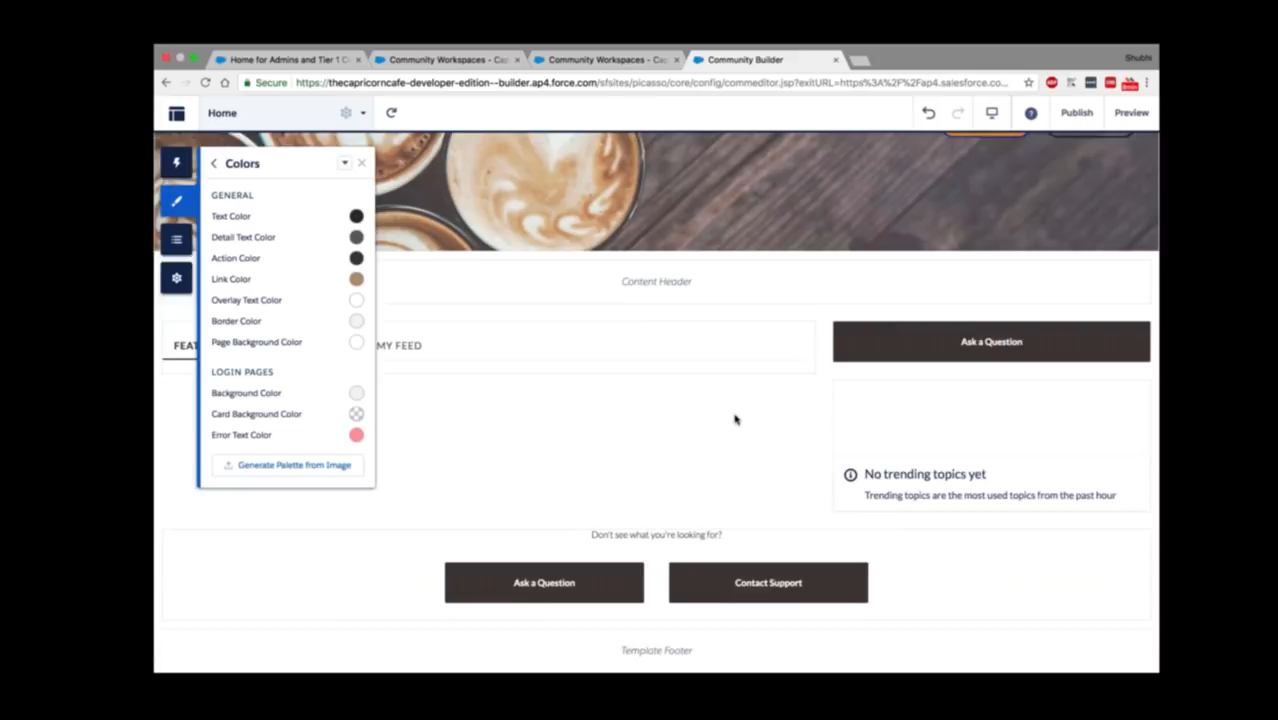 Home for Admins and Tier 1 C
Community Workspaces - Ca
Community Workspaces - Ca
Community Builder
Shubhi
Secure
https://thecapricorncafe-developer-edition--builder.ap4.force.com/sfsites/picasso/core/config/commeditor.jsp?exitURL=https%3A%2F%2Fap4.salesforce.co...
Home
Publish
Preview
Colors
GENERAL
Text Color
Detail Text Color
Action Color
Link Color
Overlay Text Color
Border Color
Page Background Color
LOGIN PAGES
Background Color
Card Background Color
Error Text Color
Generate Palette from Image
Content Header
FEAT
MY FEED
Ask a Question
No trending topics yet
Trending topics are the most used topics from the past hour
Don't see what you're looking for?
Ask a Question
Contact Support
Template Footer